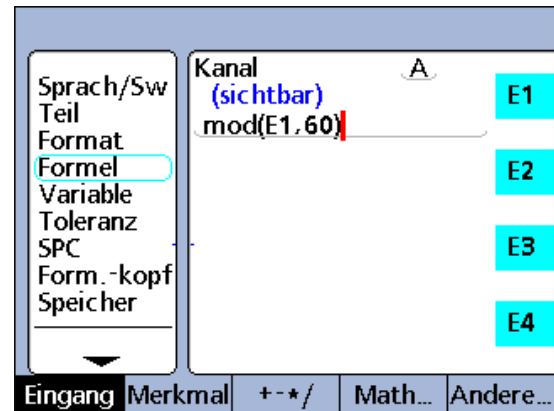 Sprach/Sw
Teil
Format
Formel
Variable
Toleranz
SPC
Form.-kopf
Speicher
Kanal A
(sichtbar)
mod(E1,60)
E1
E2
E3
E4
Eingang Merkmal +-*/ Math... Andere...